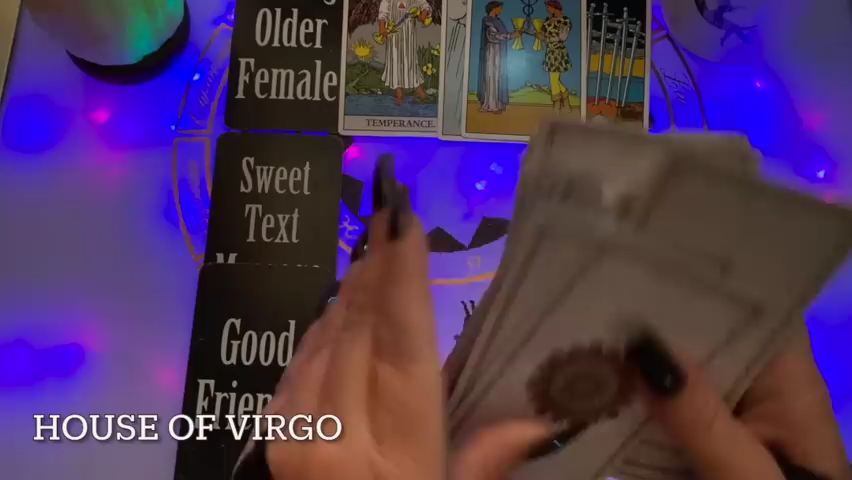 Older
Female
TEMPERANCE.
Sweet
Text
Good
HOUSE OF VIRGO